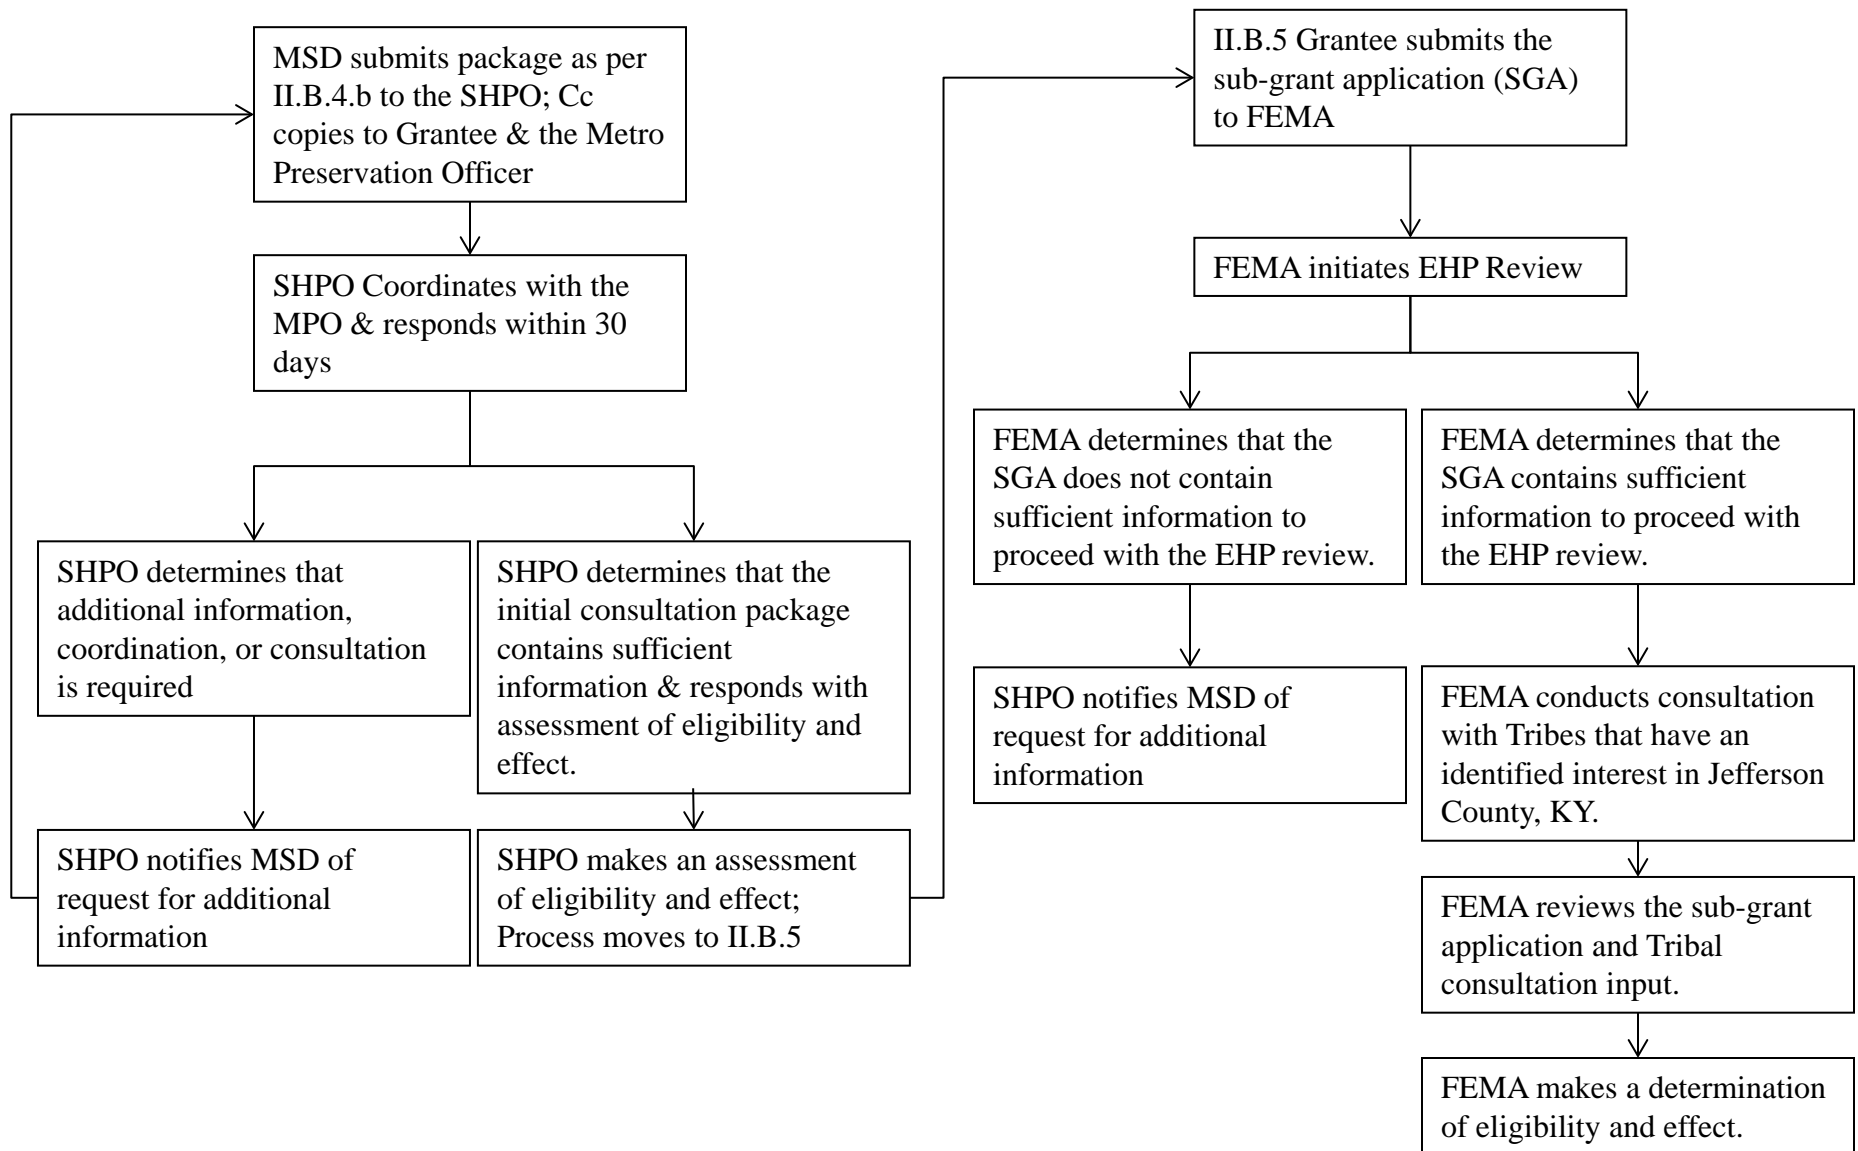 MSD submits package as per
II.B.4.b to the SHPO; Cc
copies to Grantee & the Metro
Preservation Officer
SHPO Coordinates with the
MPO & responds within 30
days
SHPO determines that
additional information,
coordination, or consultation
is required
SHPO determines that the
initial consultation package
contains sufficient
information & responds with
assessment of eligibility and
effect.
SHPO notifies MSD of
request for additional
information
SHPO makes an assessment
of eligibility and effect;
Process moves to II.B.5
II.B.5 Grantee submits the
sub-grant application (SGA)
to FEMA
FEMA initiates EHP Review
FEMA determines that the
SGA does not contain
sufficient information to
proceed with the EHP review.
FEMA determines that the
SGA contains sufficient
information to proceed with
the EHP review.
SHPO notifies MSD of
request for additional
information
FEMA conducts consultation
with Tribes that have an
identified interest in Jefferson
County, KY.
FEMA reviews the sub-grant
application and Tribal
consultation input.
FEMA makes a determination
of eligibility and effect.